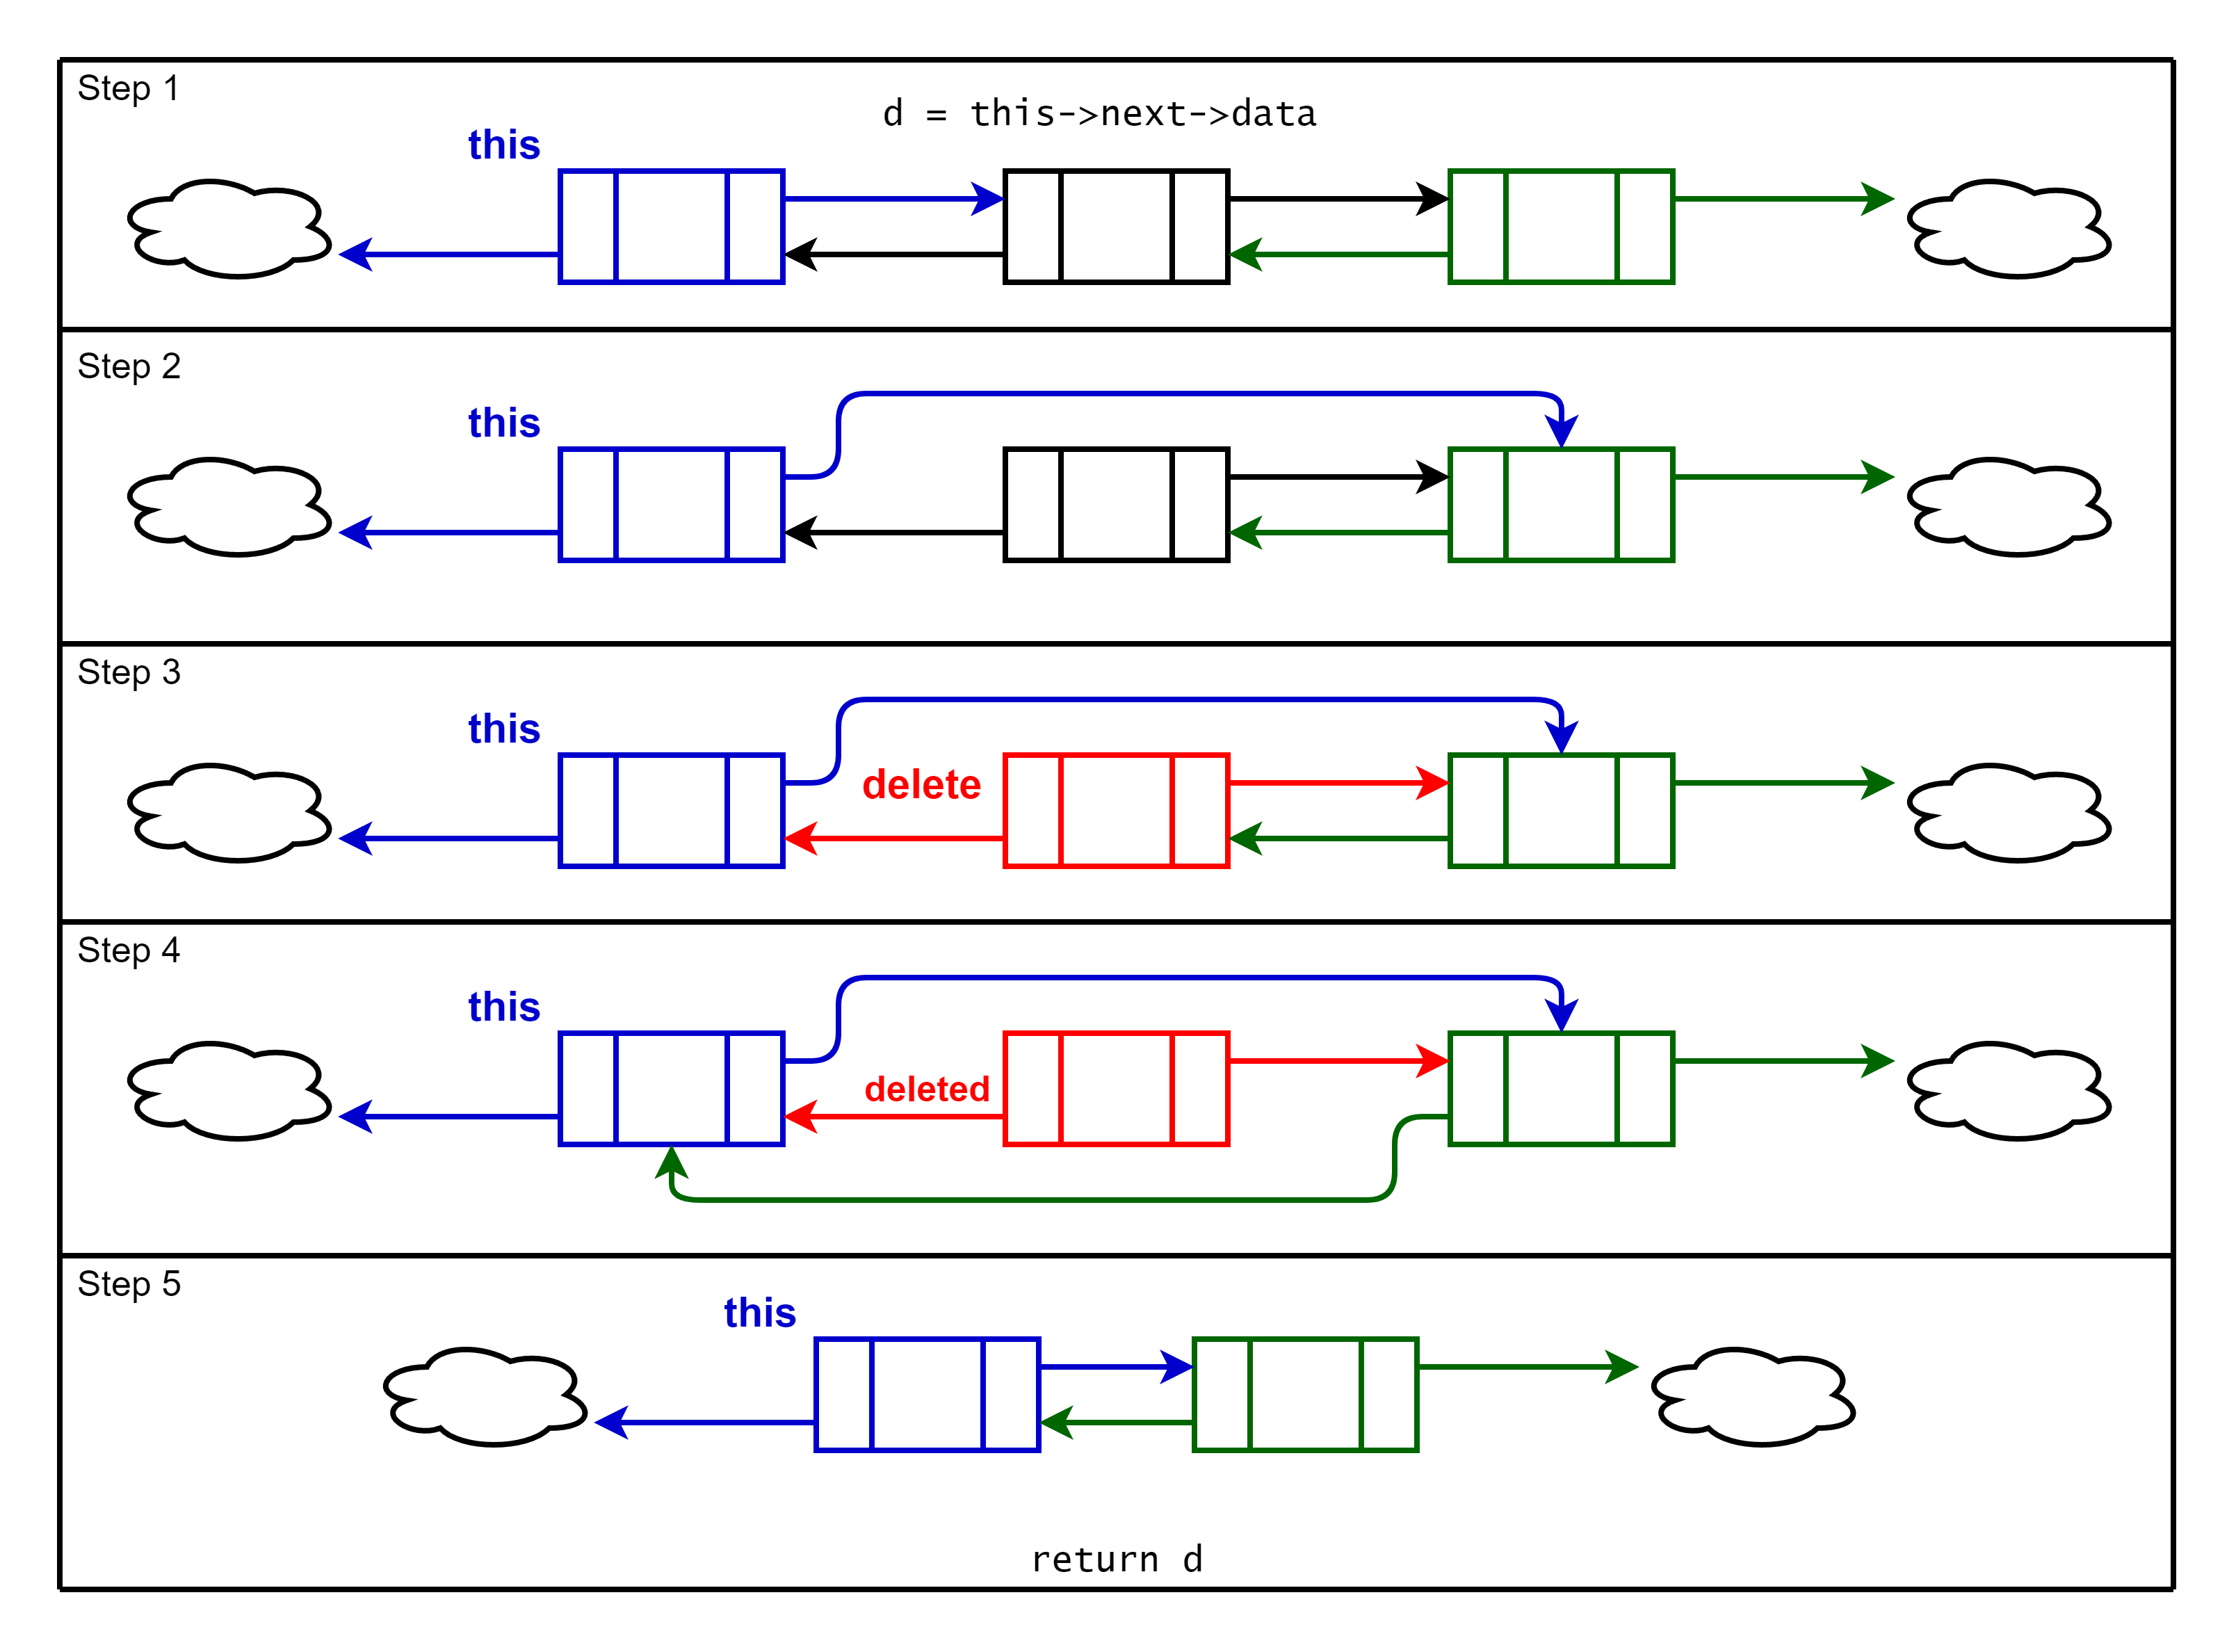 Step 1
d = this->next->data
this
Step 2
this
Step 3
this
delete
Step 4
this
deleted
Step 5
this
return d